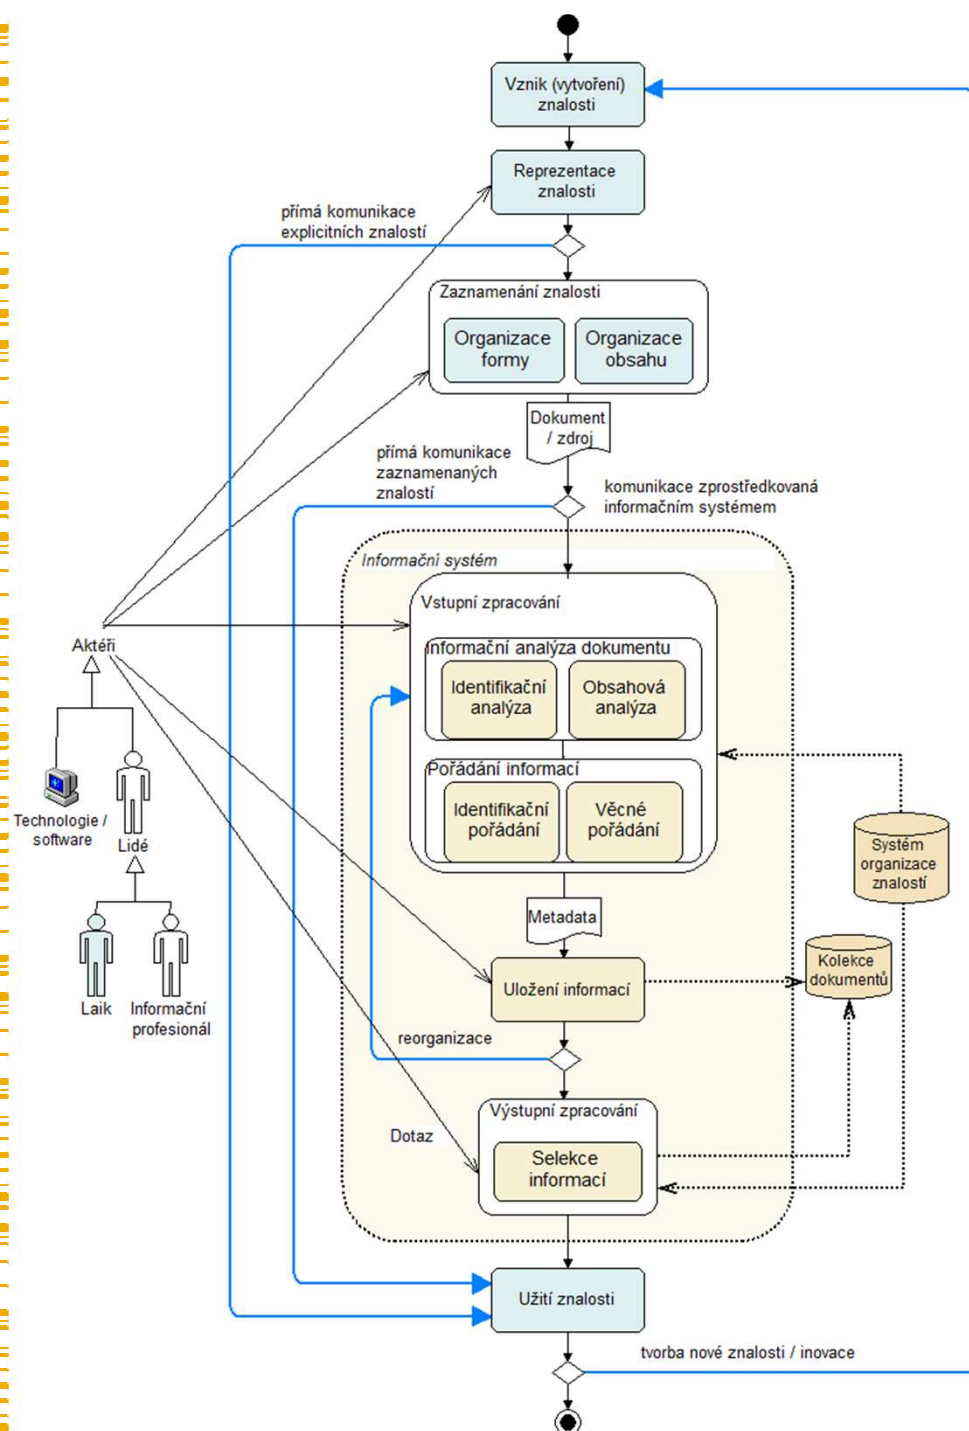 Vznik (vytvoření)
znalosti
Reprezentace
znalosti
přímá komunikace
explicitních znalostí
Zaznamenání znalosti
Organizace
formy
Organizace
obsahu
Dokument
/ zdroj
přímá komunikace
zaznamenaných
znalostí
komunikace zprostředkovaná
informačním systémem
Informační systém
Vstupní zpracování
Informační analýza dokumentu
Identifikační
analýza
Obsahová
analýza
Pořádání informací
Identifikační
pořádání
Věcné
pořádání
Aktéři
Technologie /
software
Lidé
Laik
Informační
profesionál
Systém
organizace
znalostí
Metadata
Kolekce
dokumentů
Uložení informací
reorganizace
Výstupní zpracování
Dotaz
Selekce
informací
Užití znalosti
tvorba nové znalosti / inovace